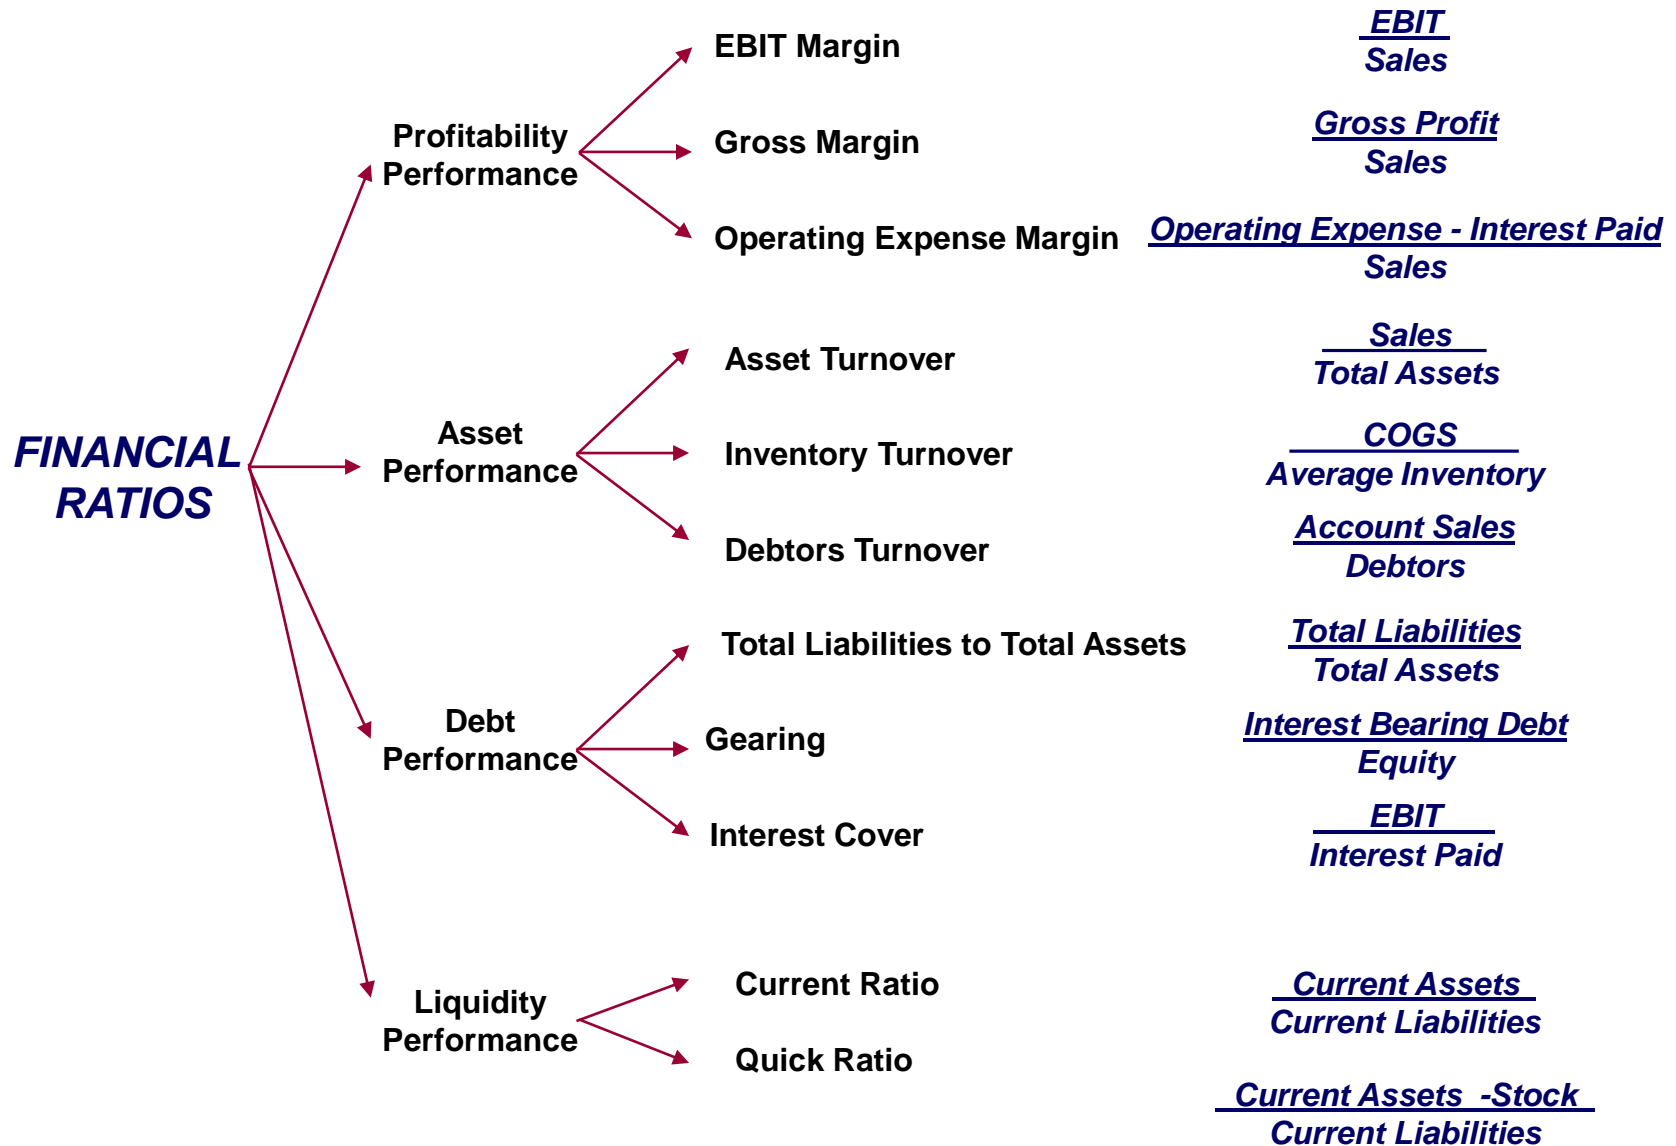 FINANCIAL
RATIOS
Profitability
Performance
EBIT Margin
EBIT
Sales
Gross Margin
Gross Profit
Sales
Operating Expense Margin
Operating Expense - Interest Paid
Sales
Asset
Performance
Asset Turnover
Sales
Total Assets
Inventory Turnover
COGS
Average Inventory
Debtors Turnover
Account Sales
Debtors
Debt
Performance
Total Liabilities to Total Assets
Total Liabilities
Total Assets
Gearing
Interest Bearing Debt
Equity
Interest Cover
EBIT
Interest Paid
Liquidity
Performance
Current Ratio
Current Assets
Current Liabilities
Quick Ratio
Current Assets -Stock
Current Liabilities